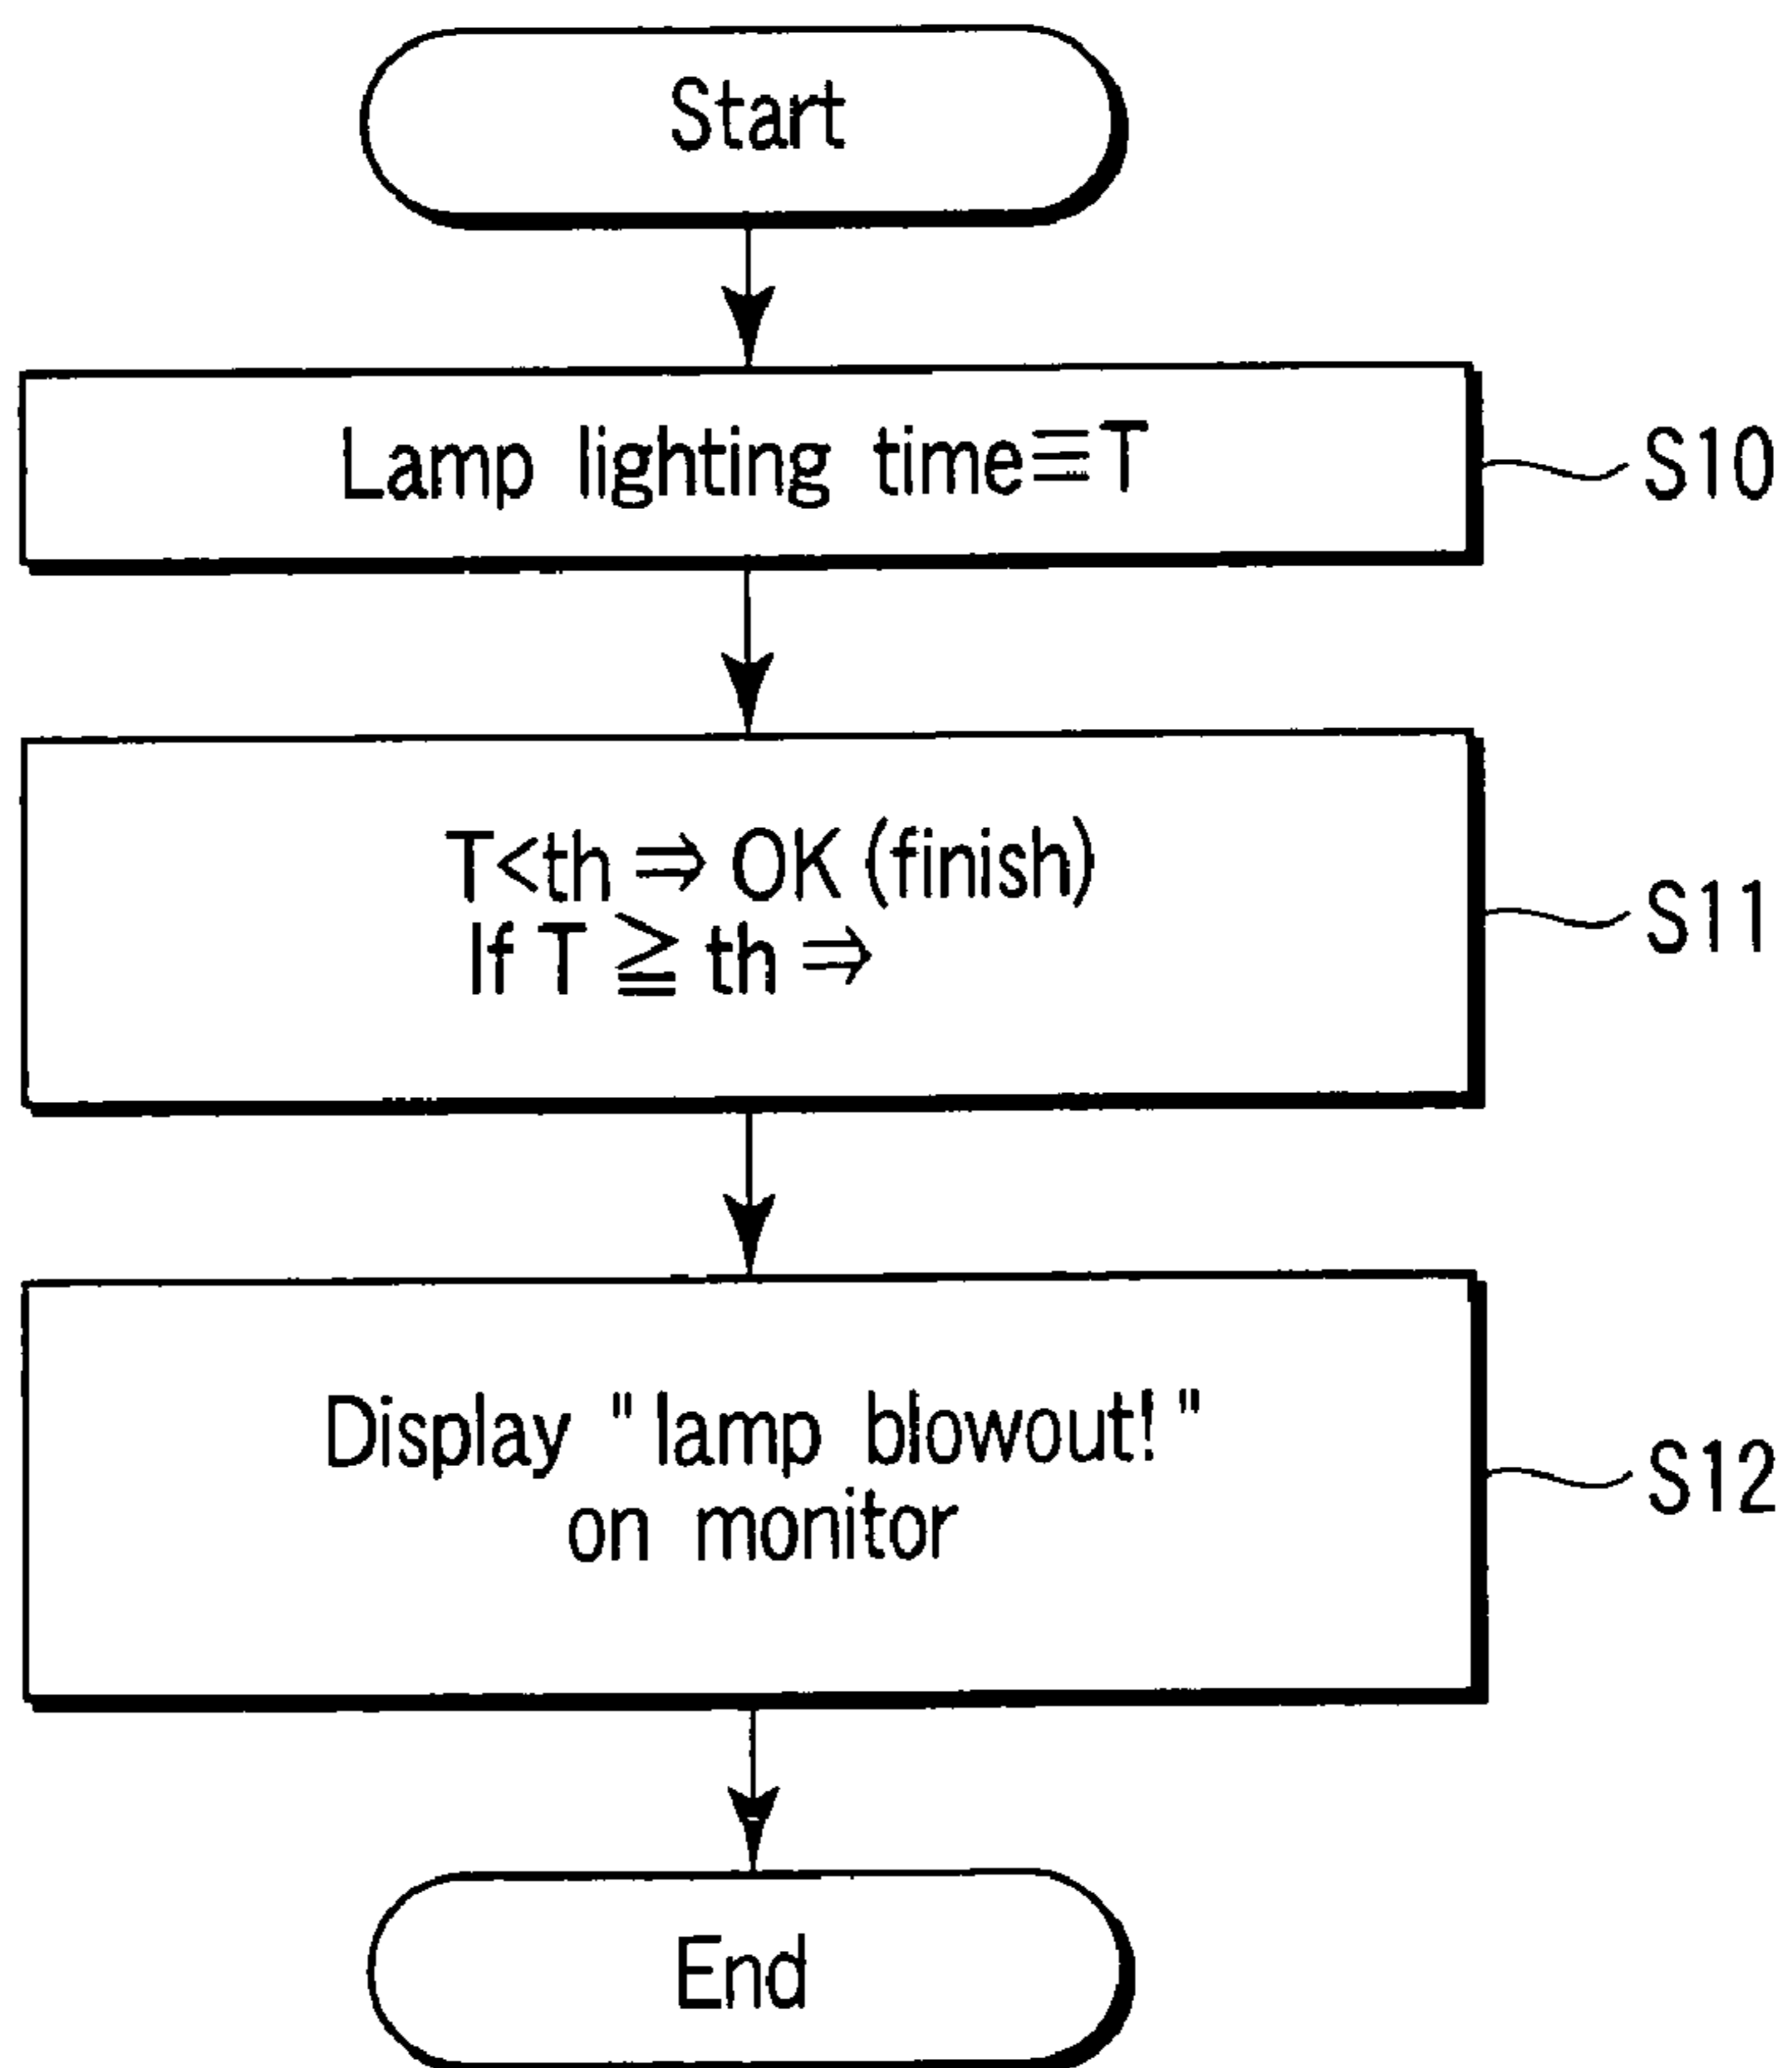 Start
Lamp lighting time≡T
S10
T<th ⇒ OK (finish)
If T ≧ th ⇒
S11
Display "lamp blowout!"
on monitor
S12
End